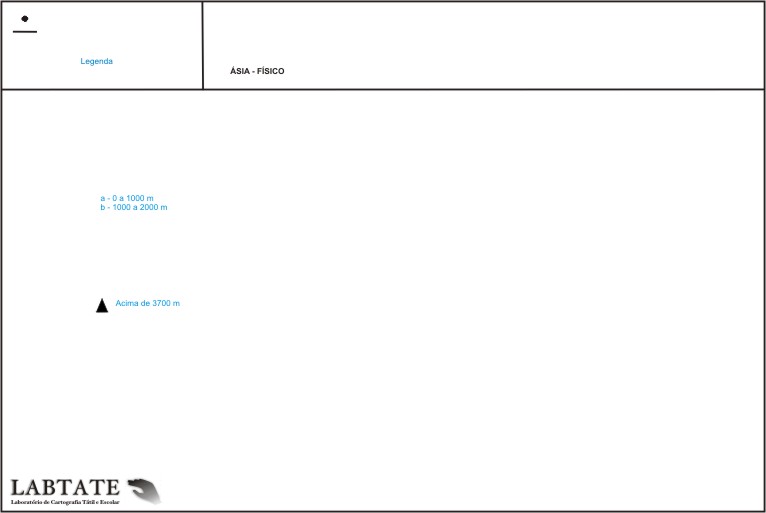 Legenda
ÁSIA - FÍSICO
a - 0 a 1000 m
b - 1000 a 2000 m
Acima de 3700 m
LABTATE
Laboratório de Cartografia Tátil e Escolar